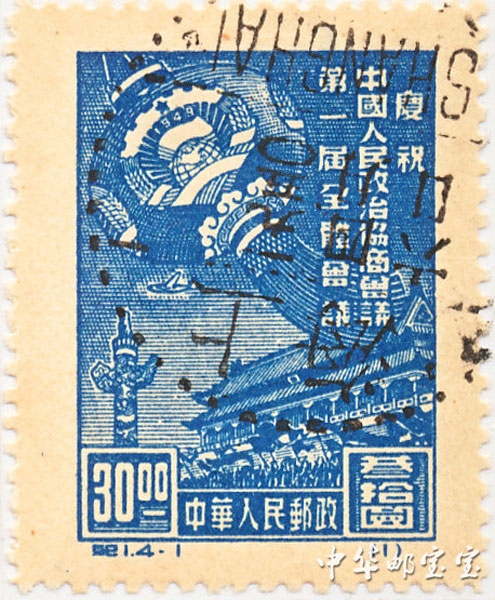 慶祝
中國人民政治協商會議
第一屆全體會議
1949
SHANGHAI
30.00
中華人民郵政
叁拾圓
紀1.4-1
(1)
中华邮宝宝